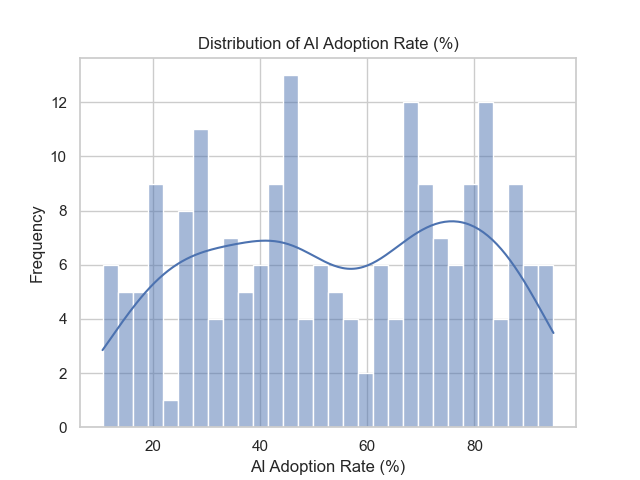 Distribution of AI Adoption Rate (%)
12
10
8
6
4
2
0
Frequency
20 40 60 80
AI Adoption Rate (%)